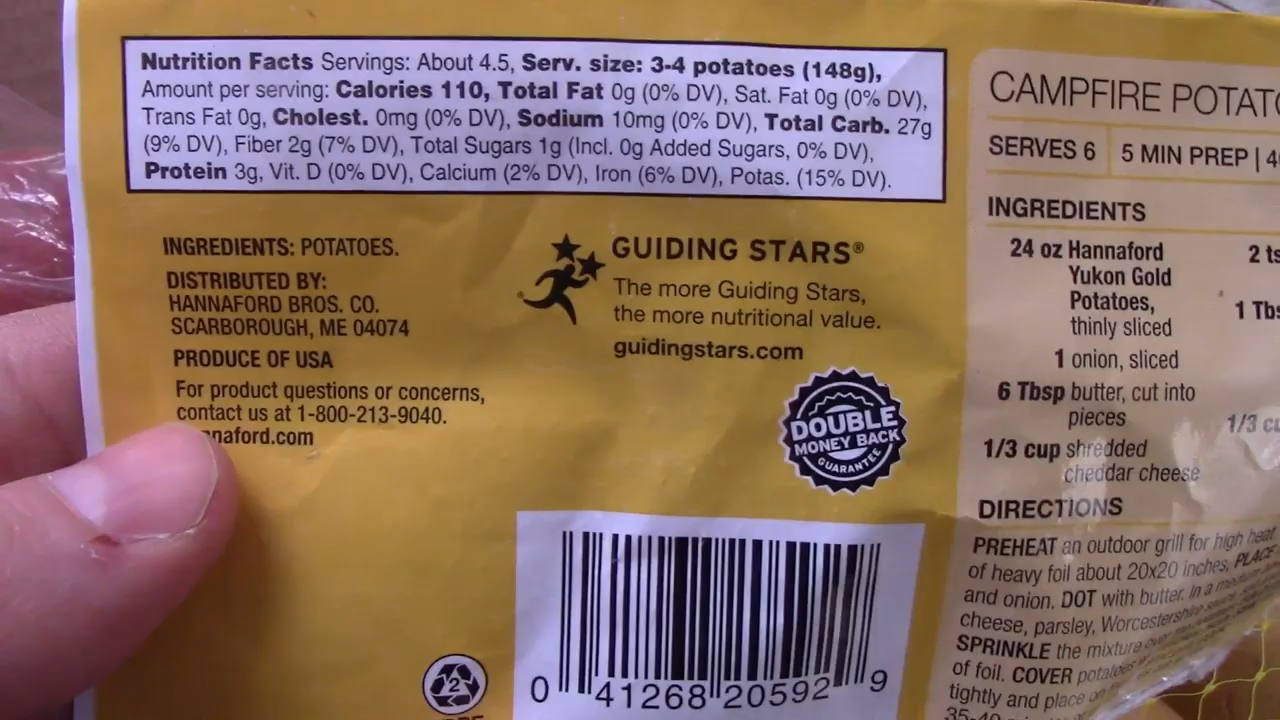 Nutrition Facts Servings: About 4.5, Serv. size: 3-4 potatoes (148g),
Amount per serving: Calories 110, Total Fat 0g (0% DV), Sat. Fat 0g (0% DV),
Trans Fat 0g, Cholest. 0mg (0% DV), Sodium 10mg (0% DV), Total Carb. 27g
(9% DV), Fiber 2g (7% DV), Total Sugars 1g (Incl. 0g Added Sugars, 0% DV),
Protein 3g, Vit. D (0% DV), Calcium (2% DV), Iron (6% DV), Potas. (15% DV).
INGREDIENTS: POTATOES.
DISTRIBUTED BY:
HANNAFORD BROS. CO.
SCARBOROUGH, ME 04074
PRODUCE OF USA
For product questions or concerns,
contact us at 1-800-213-9040.
naford.com
GUIDING STARS®
The more Guiding Stars,
the more nutritional value.
guidingstars.com
DOUBLE
MONEY BACK
GUARANTEE
2
0 41268 20592 9
CAMPFIRE
SERVES 6 | 5 MIN PREP |
INGREDIENTS
24 oz Hannaford
Yukon Gold
Potatoes,
thinly sliced
1 onion, sliced
6 Tbsp butter, cut into
pieces
1/3 cup shredded
cheddar cheese
2
1 Tbs
1/3
DIRECTIONS
PREHEAT an outdoor grill for high heat.
of heavy foil about 20x20 inches, PLACE
and onion. DOT with butter. In a medium
cheese, parsley, Worcestershire
SPRINKLE the mixture over
of foil. COVER potatoes
tightly and place on
35-40